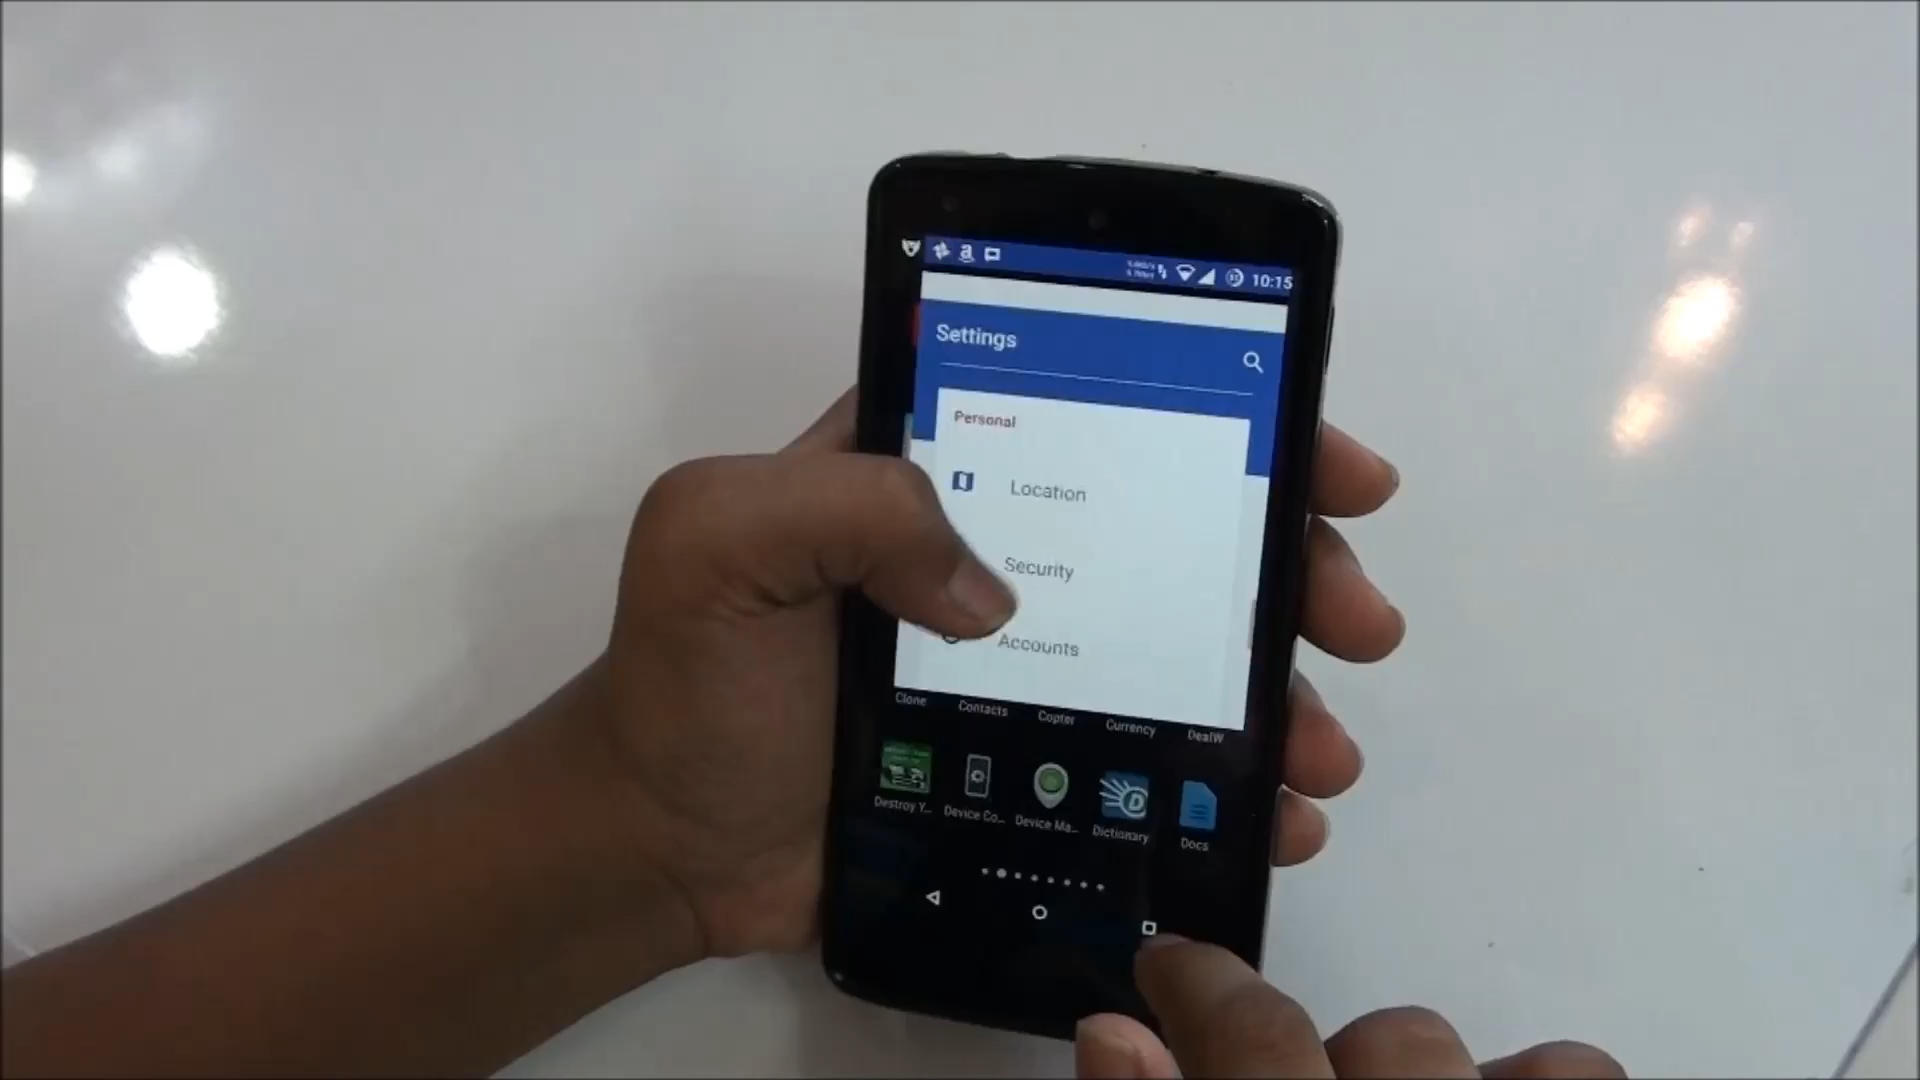 10:15
Settings
Personal
Location
Security
Accounts
Clone Contacts Copter Currency DealW
Destroy Y... Device Co... Device Ma... Dictionary Docs